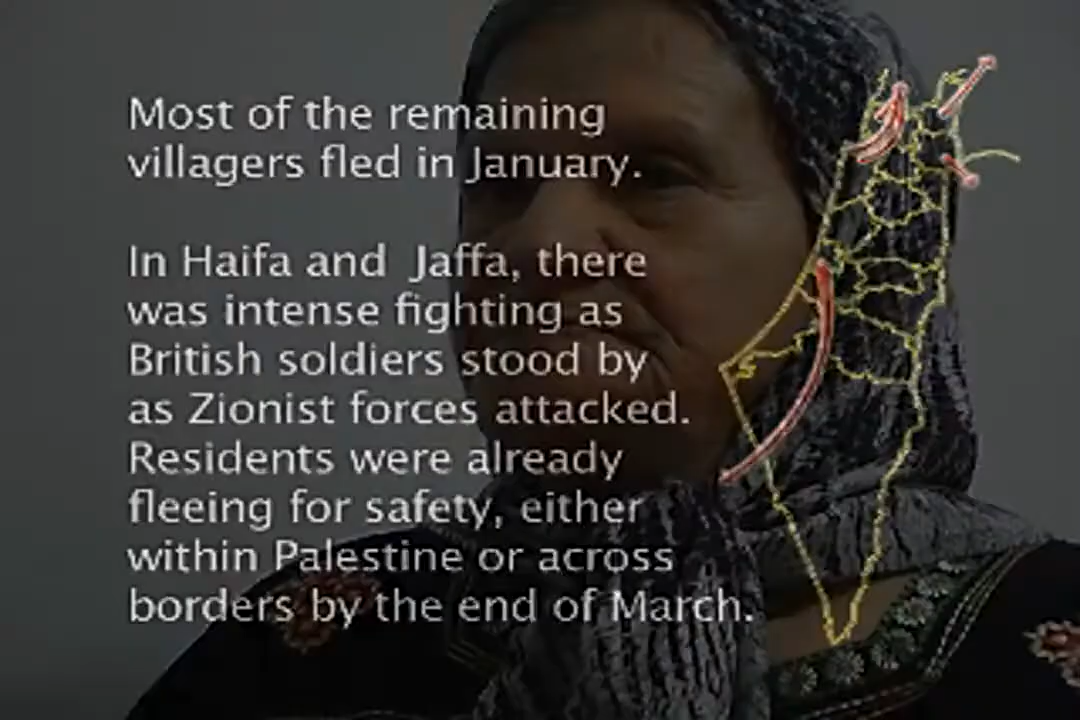 Most of the remaining
villagers fled in January.
In Haifa and Jaffa, there
was intense fighting as
British soldiers stood by
as Zionist forces attacked.
Residents were already
fleeing for safety, either
within Palestine or across
borders by the end of March.